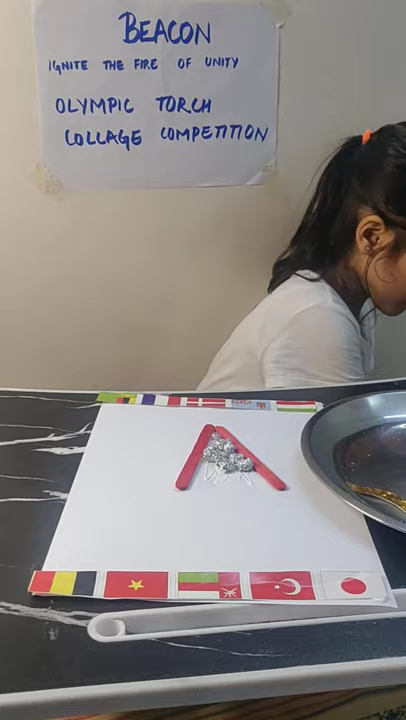 BEACON
IGNITE THE FIRE OF UNITY
OLYMPIC TORCH
COLLAGE COMPETITION